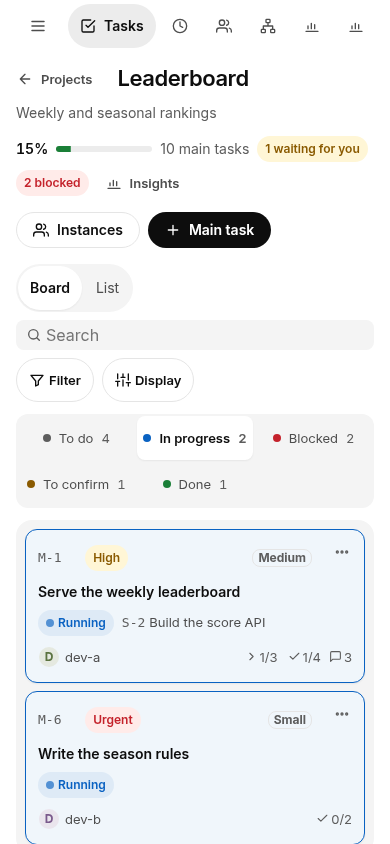 Tasks
Projects
Leaderboard
Weekly and seasonal rankings
15% 10 main tasks 1 waiting for you
2 blocked Insights
Instances + Main task
Board List
Search
Filter Display
To do 4 In progress 2 Blocked 2
To confirm 1 Done 1
M-1 High Medium •••
Serve the weekly leaderboard
Running S-2 Build the score API
D dev-a 1/3 1/4 3
M-6 Urgent Small •••
Write the season rules
Running
D dev-b 0/2